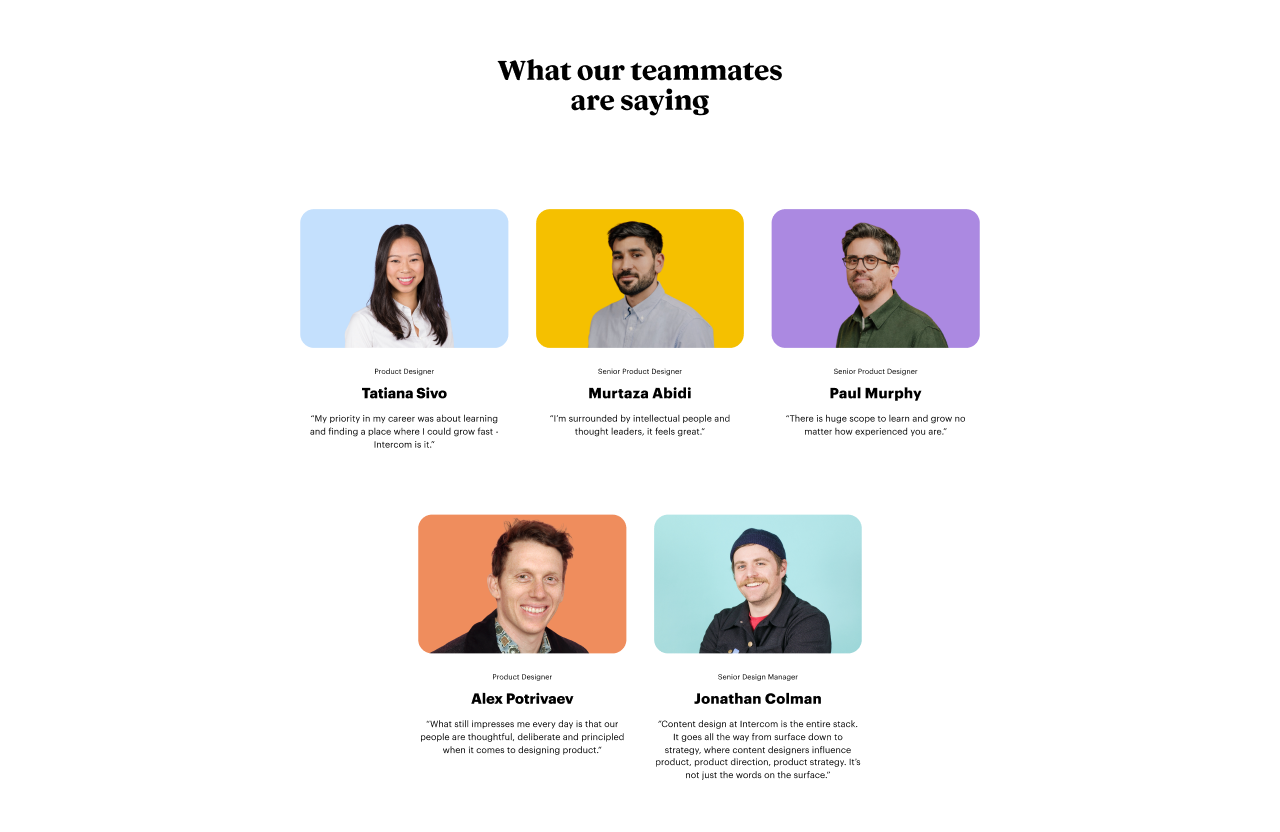 What our teammates
are saying
Product Designer
Tatiana Sivo
“My priority in my career was about learning
and finding a place where I could grow fast -
Intercom is it.”
Senior Product Designer
Murtaza Abidi
“I’m surrounded by intellectual people and
thought leaders, it feels great.”
Senior Product Designer
Paul Murphy
“There is huge scope to learn and grow no
matter how experienced you are.”
Product Designer
Alex Potrivaev
“What still impresses me every day is that our
people are thoughtful, deliberate and principled
when it comes to designing product.”
Senior Design Manager
Jonathan Colman
“Content design at Intercom is the entire stack.
It goes all the way from surface down to
strategy, where content designers influence
product, product direction, product strategy. It’s
not just the words on the surface.”